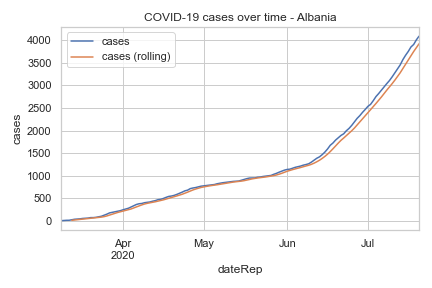 COVID-19 cases over time - Albania
cases
cases (rolling)
4000
3500
3000
2500
2000
1500
1000
500
0
cases
Apr
2020
May
Jun
Jul
dateRep